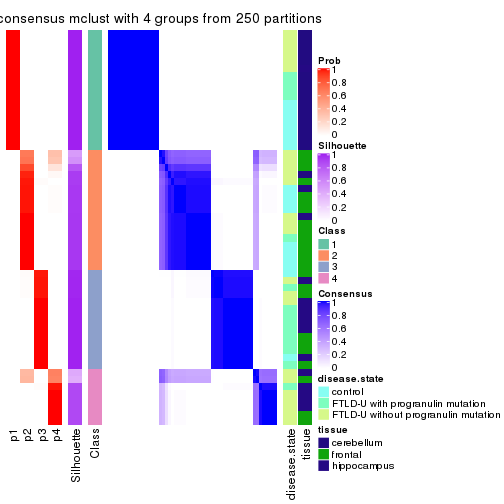 consensus mclust with 4 groups from 250 partitions
Prob
1
0.8
0.6
0.4
0.2
0
Silhouette
1
0.8
0.6
0.4
0.2
0
Class
1
2
3
4
Consensus
1
0.8
0.6
0.4
0.2
0
disease.state
control
FTLD-U with progranulin mutation
FTLD-U without progranulin mutation
tissue
cerebellum
frontal
hippocampus
p1
p2
p3
p4
Silhouette
Class
disease.state
tissue